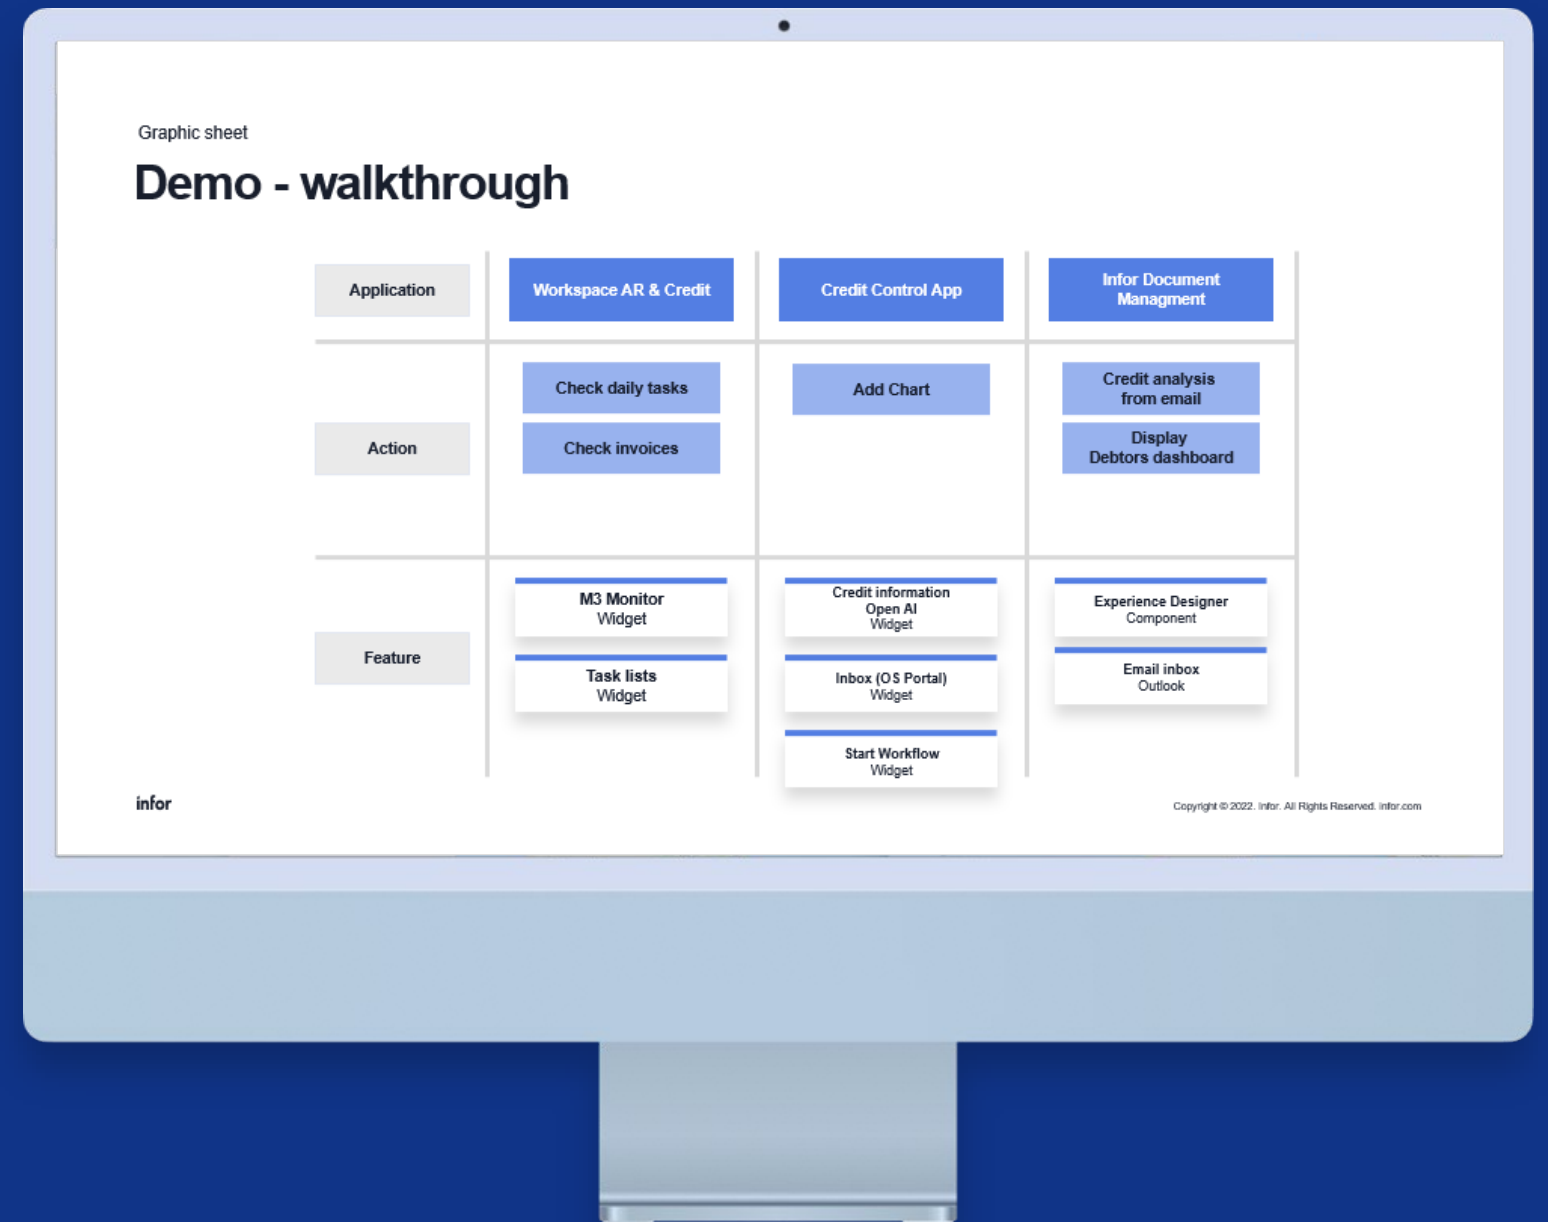 Graphic sheet
Demo - walkthrough
Application
Workspace AR & Credit
Credit Control App
Infor Document
Managment
Action
Check daily tasks
Check invoices
Add Chart
Credit analysis
from email
Display
Debtors dashboard
Feature
M3 Monitor
Widget
Task lists
Widget
Credit information
Open AI
Widget
Inbox (OS Portal)
Widget
Start Workflow
Widget
Experience Designer
Component
Email inbox
Outlook
infor
Copyright © 2022. Infor. All Rights Reserved. infor.com